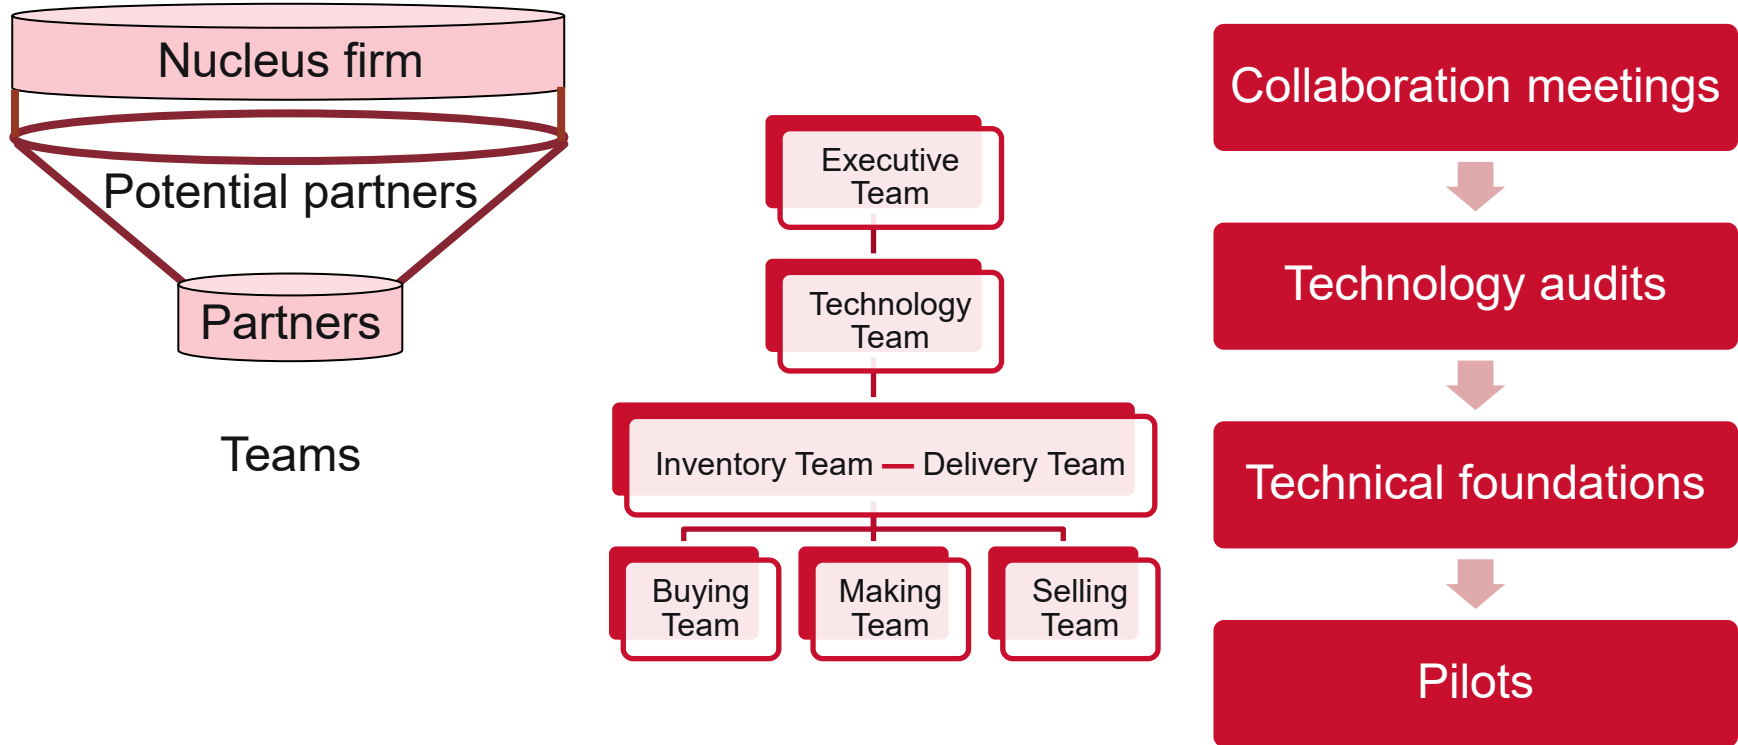 Nucleus firm
Potential partners
Partners
Teams
Executive
Team
Technology
Team
Inventory Team — Delivery Team
Buying
Team
Making
Team
Selling
Team
Collaboration meetings
Technology audits
Technical foundations
Pilots